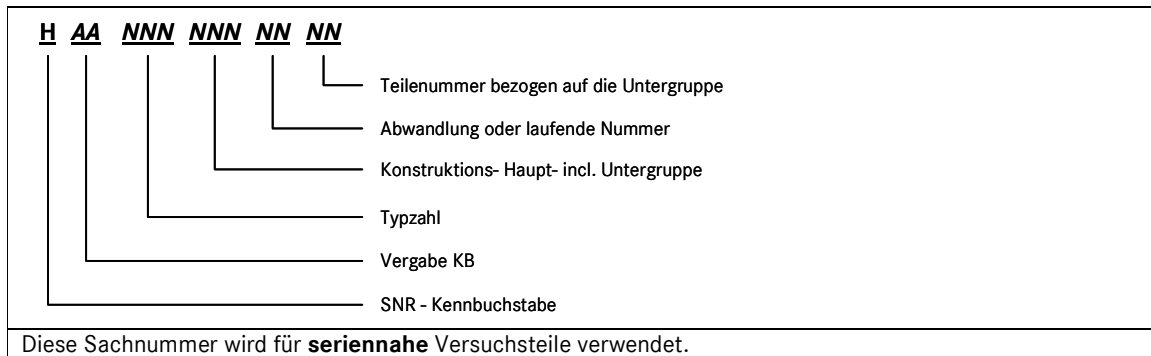 H AA NNN NNN NN NN
Teilenummer bezogen auf die Untergruppe
Abwandlung oder laufende Nummer
Konstruktions- Haupt- incl. Untergruppe
Typzahl
Vergabe KB
SNR - Kennbuchstabe
Diese Sachnummer wird für seriennahe Versuchsteile verwendet.